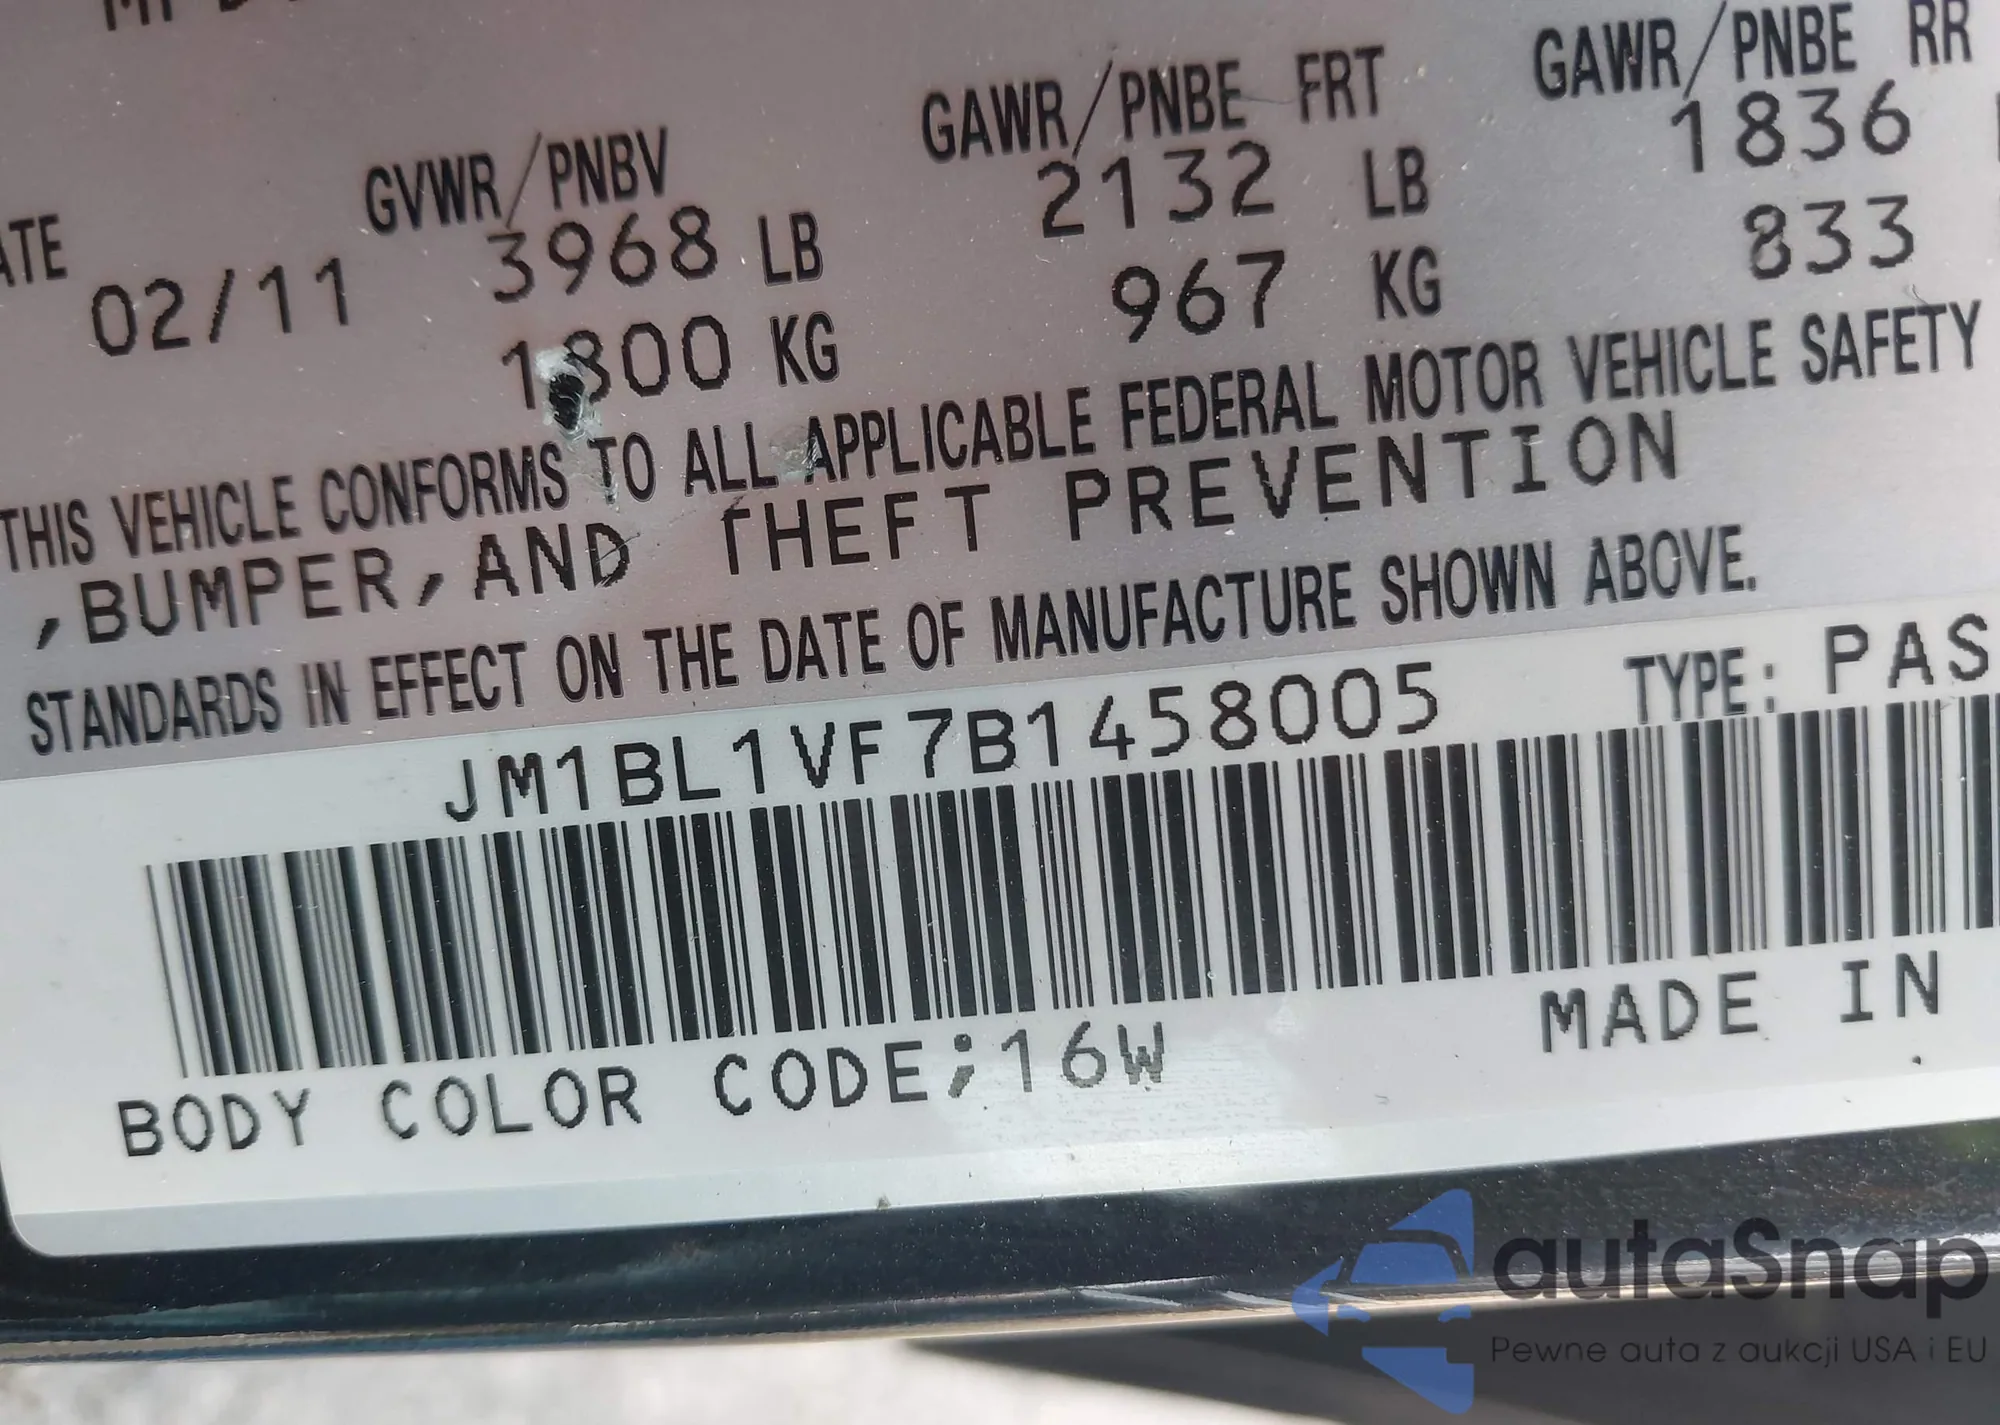 GAWR/PNBE RR
GAWR/PNBE FRT
1836
GVWR/PNBV
2132 LB
833
ATE
02/11
3968 LB
967 KG
1800 KG
THIS VEHICLE CONFORMS TO ALL APPLICABLE FEDERAL MOTOR VEHICLE SAFETY
,BUMPER,AND THEFT PREVENTION
STANDARDS IN EFFECT ON THE DATE OF MANUFACTURE SHOWN ABOVE.
JM1BL1VF7B1458005
TYPE: PAS
BODY COLOR CODE;16W
MADE IN
autaSnap
Pewne auta z aukcji USA i EU